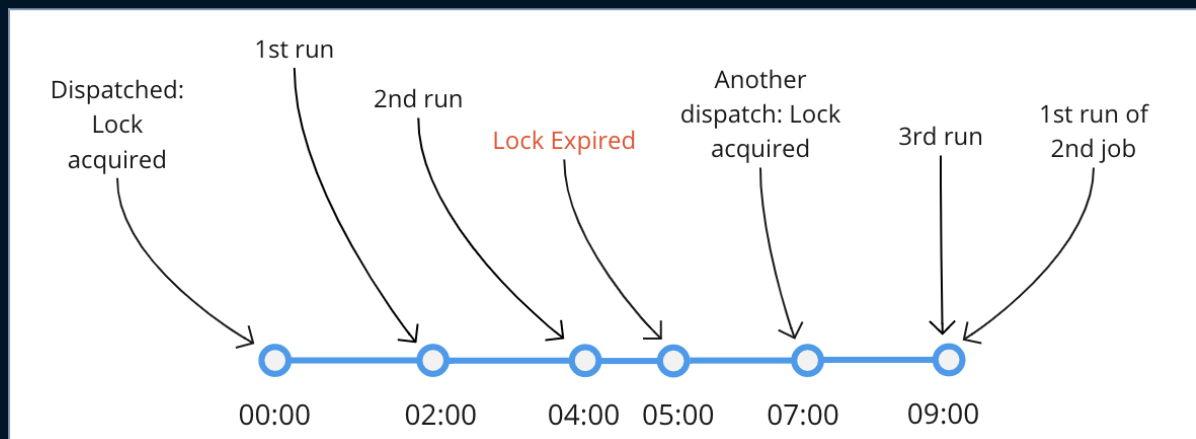 Dispatched:
Lock
acquired
1st run
2nd run
Lock Expired
Another
dispatch: Lock
acquired
3rd run
1st run of
2nd job
00:00
02:00
04:00
05:00
07:00
09:00